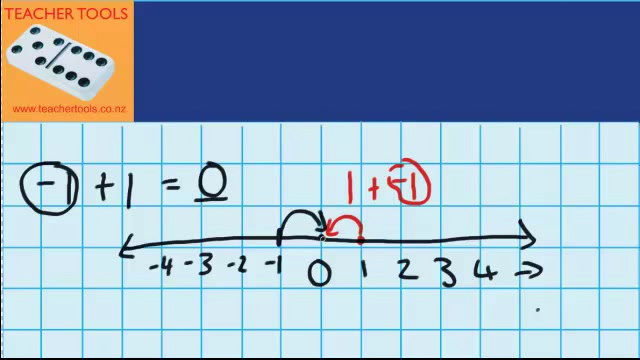 TEACHER TOOLS
www.teachertools.co.nz
-1 + 1 = 0
1 + -1
-4 -3 -2 -1 0 1 2 3 4 →